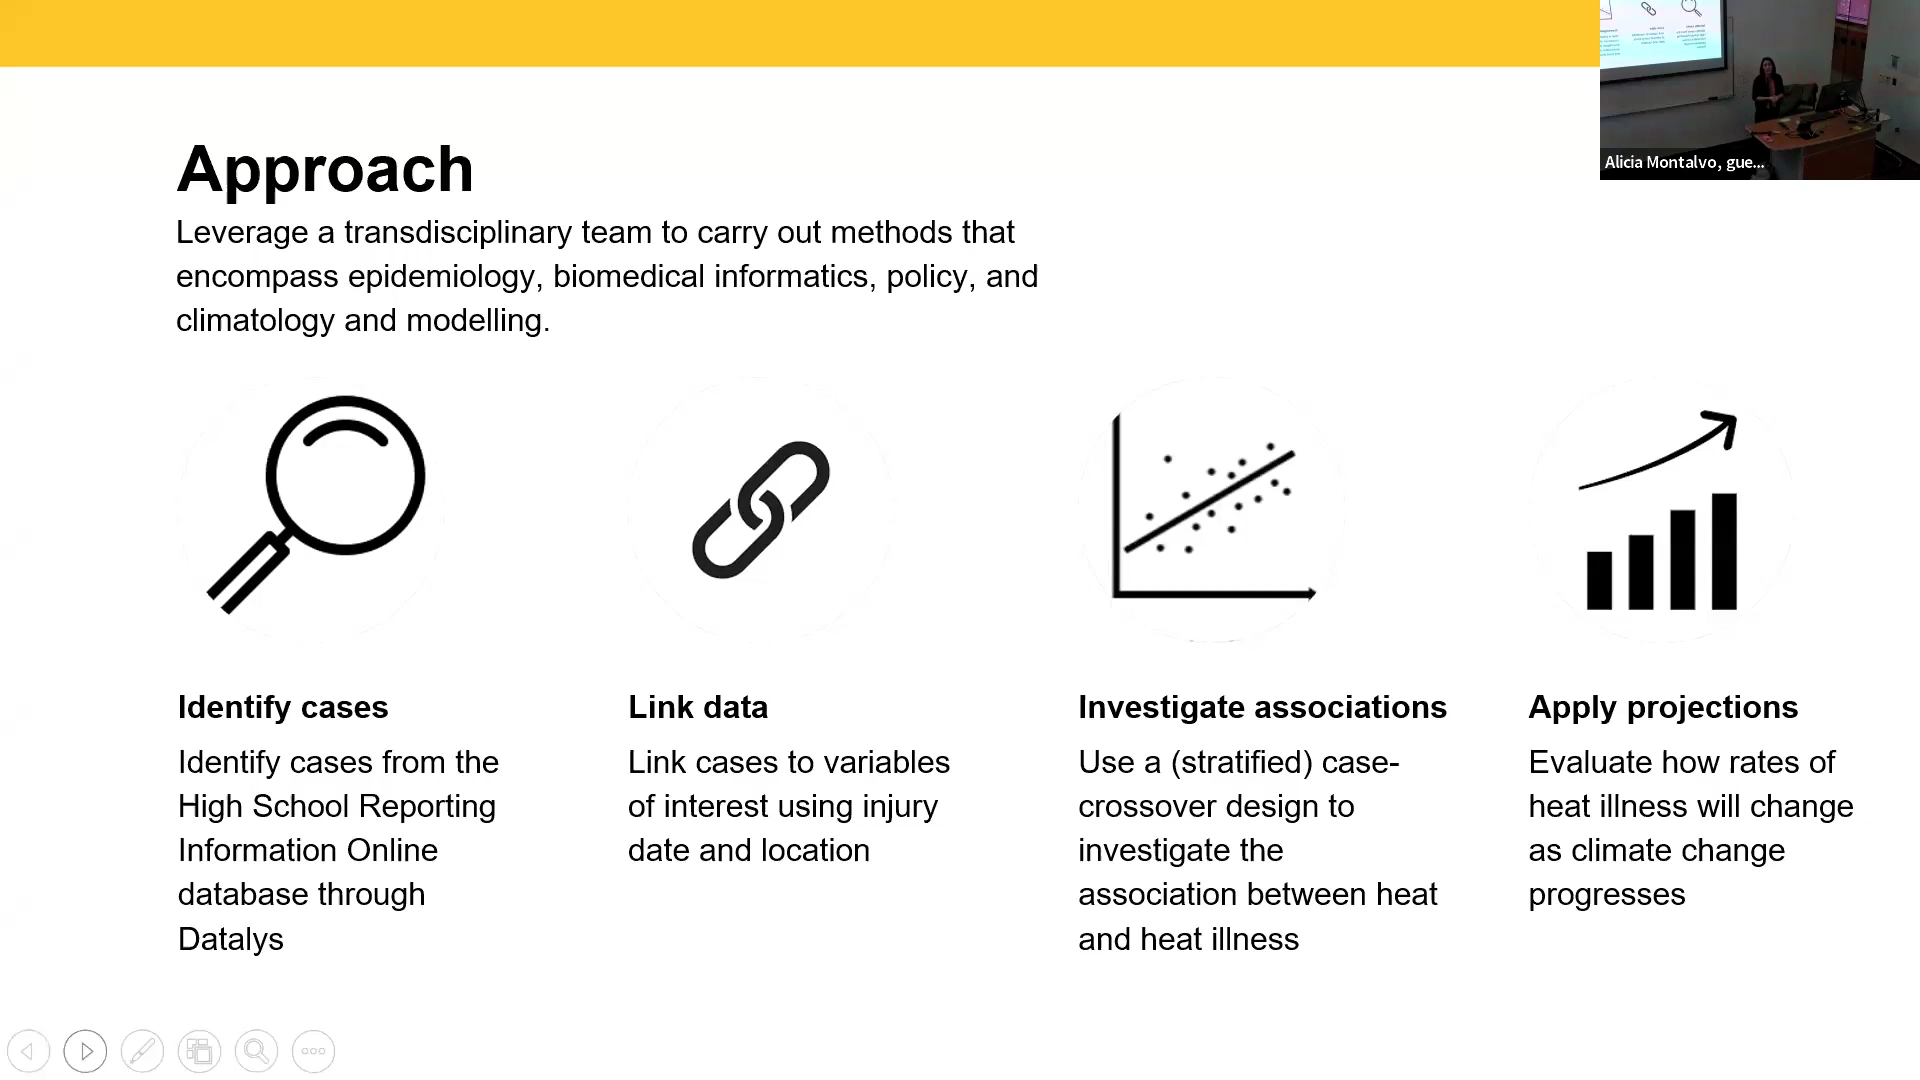 Alicia Montalvo, gue...
Approach
Leverage a transdisciplinary team to carry out methods that
encompass epidemiology, biomedical informatics, policy, and
climatology and modelling.
Identify cases
Identify cases from the
High School Reporting
Information Online
database through
Datalys
Link data
Link cases to variables
of interest using injury
date and location
Investigate associations
Use a (stratified) case-
crossover design to
investigate the
association between heat
and heat illness
Apply projections
Evaluate how rates of
heat illness will change
as climate change
progresses